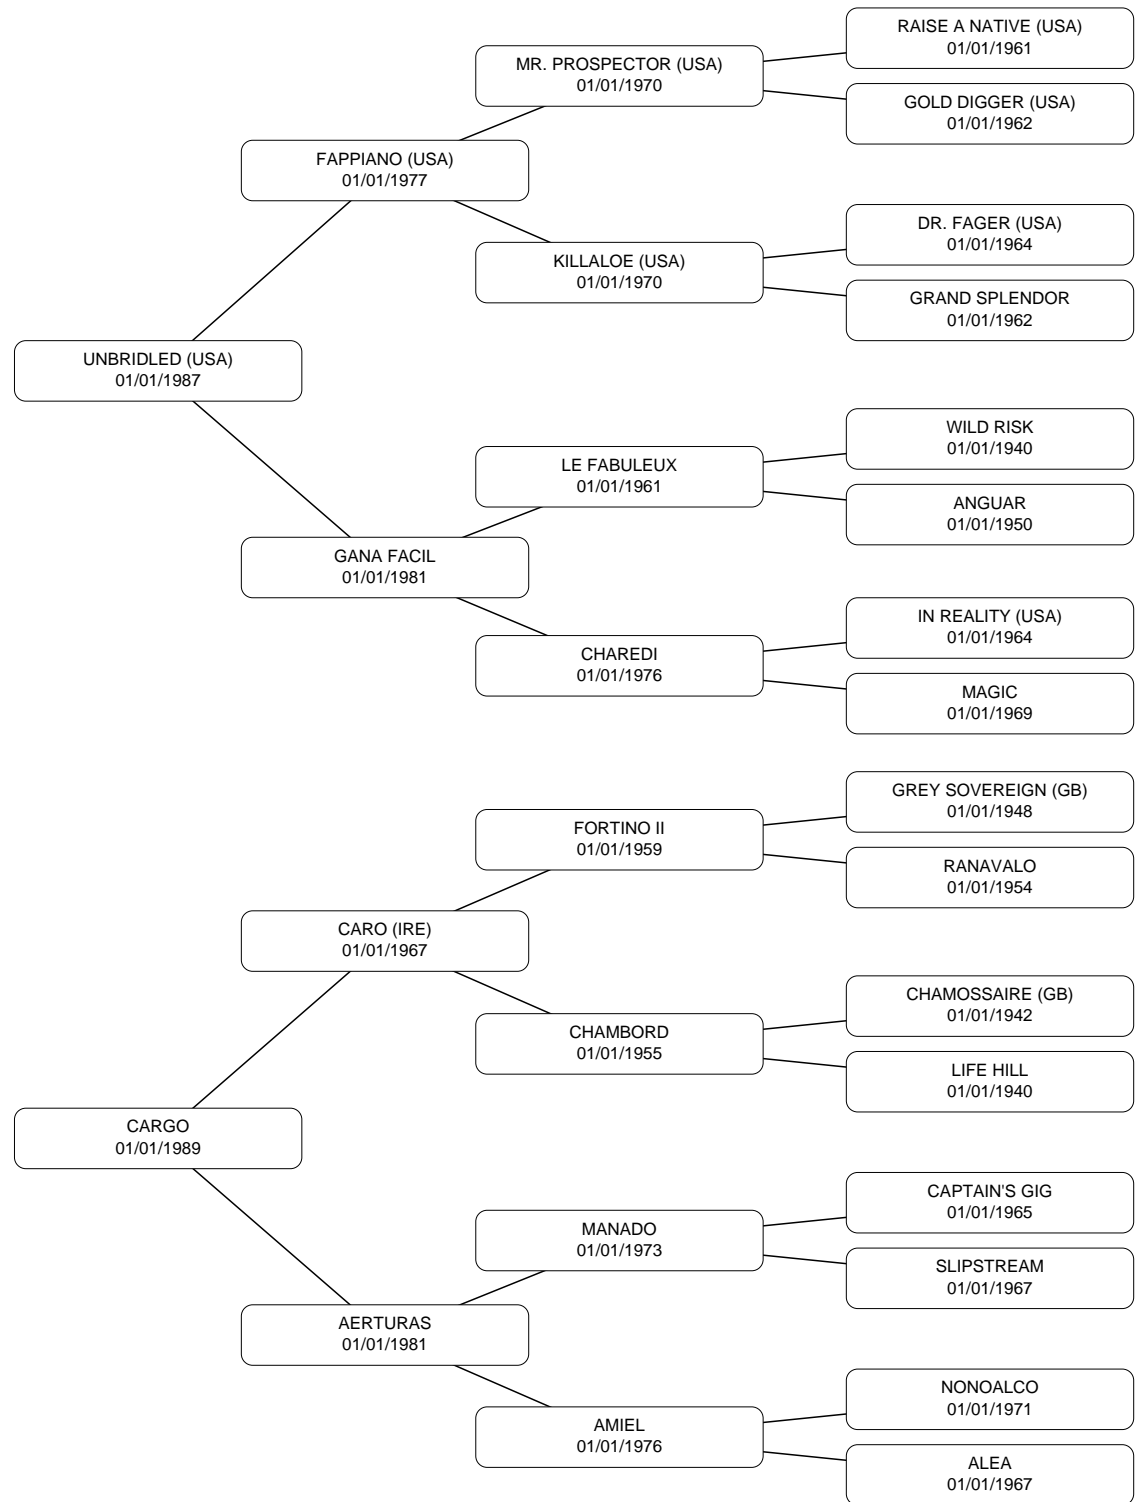 RAISE A NATIVE (USA)
01/01/1961
MR. PROSPECTOR (USA)
01/01/1970
GOLD DIGGER (USA)
01/01/1962
FAPPIANO (USA)
01/01/1977
DR. FAGER (USA)
01/01/1964
KILLALOE (USA)
01/01/1970
GRAND SPLENDOR
01/01/1962
UNBRIDLED (USA)
01/01/1987
WILD RISK
01/01/1940
LE FABULEUX
01/01/1961
ANGUAR
01/01/1950
GANA FACIL
01/01/1981
IN REALITY (USA)
01/01/1964
CHAREDI
01/01/1976
MAGIC
01/01/1969
GREY SOVEREIGN (GB)
01/01/1948
FORTINO II
01/01/1959
RANAVALO
01/01/1954
CARO (IRE)
01/01/1967
CHAMOSSAIRE (GB)
01/01/1942
CHAMBORD
01/01/1955
LIFE HILL
01/01/1940
CARGO
01/01/1989
CAPTAIN'S GIG
01/01/1965
MANADO
01/01/1973
SLIPSTREAM
01/01/1967
AERTURAS
01/01/1981
NONOALCO
01/01/1971
AMIEL
01/01/1976
ALEA
01/01/1967